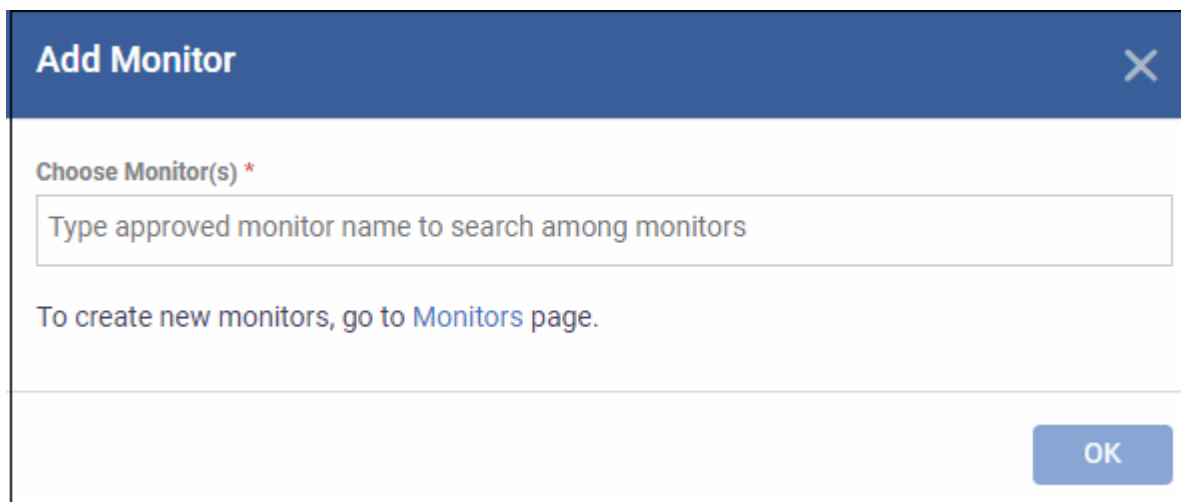 Add Monitor
Choose Monitor(s) *
Type approved monitor name to search among monitors
To create new monitors, go to Monitors page.
OK